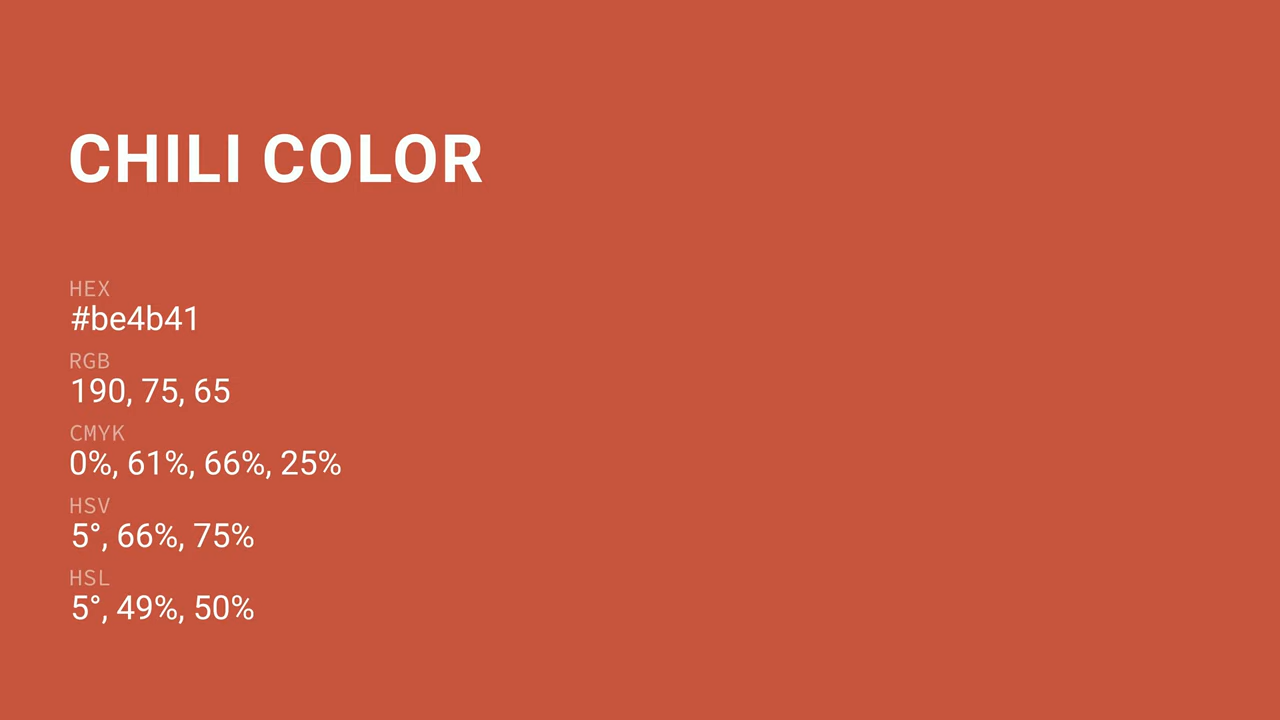 CHILI COLOR
HEX
#be4b41
RGB
190, 75, 65
CMYK
0%, 61%, 66%, 25%
HSV
5°, 66%, 75%
HSL
5°, 49%, 50%